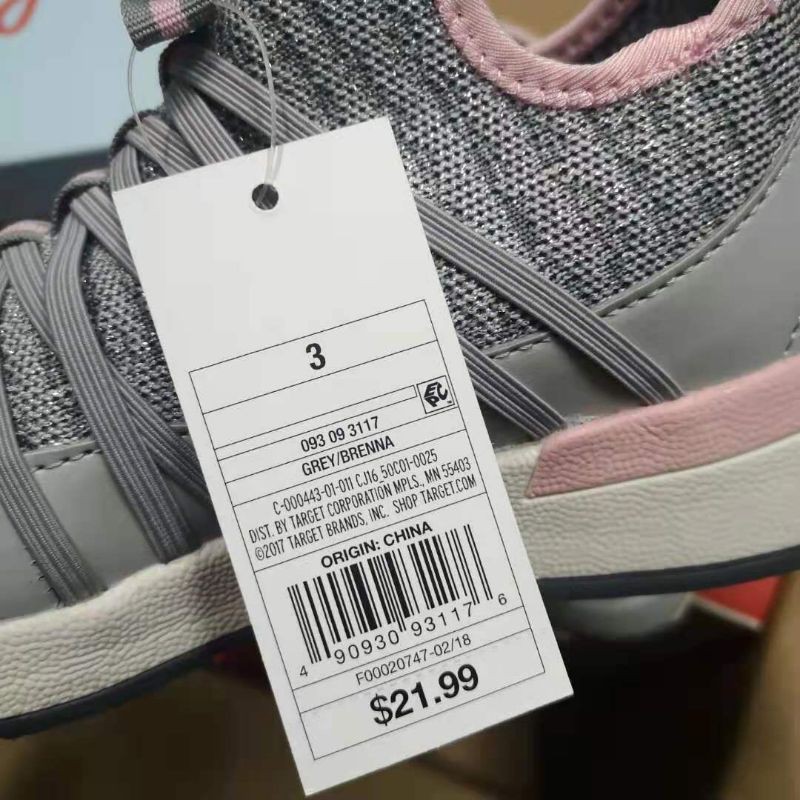 3
EPC
093 09 3117
GREY/BRENNA
C-000443-01-011 CJ16_50C01-0025
DIST. BY TARGET CORPORATION MPLS., MN 55403
©2017 TARGET BRANDS, INC. SHOP TARGET.COM
ORIGIN: CHINA
4 90930 93117 6
F00020747-02/18
$21.99